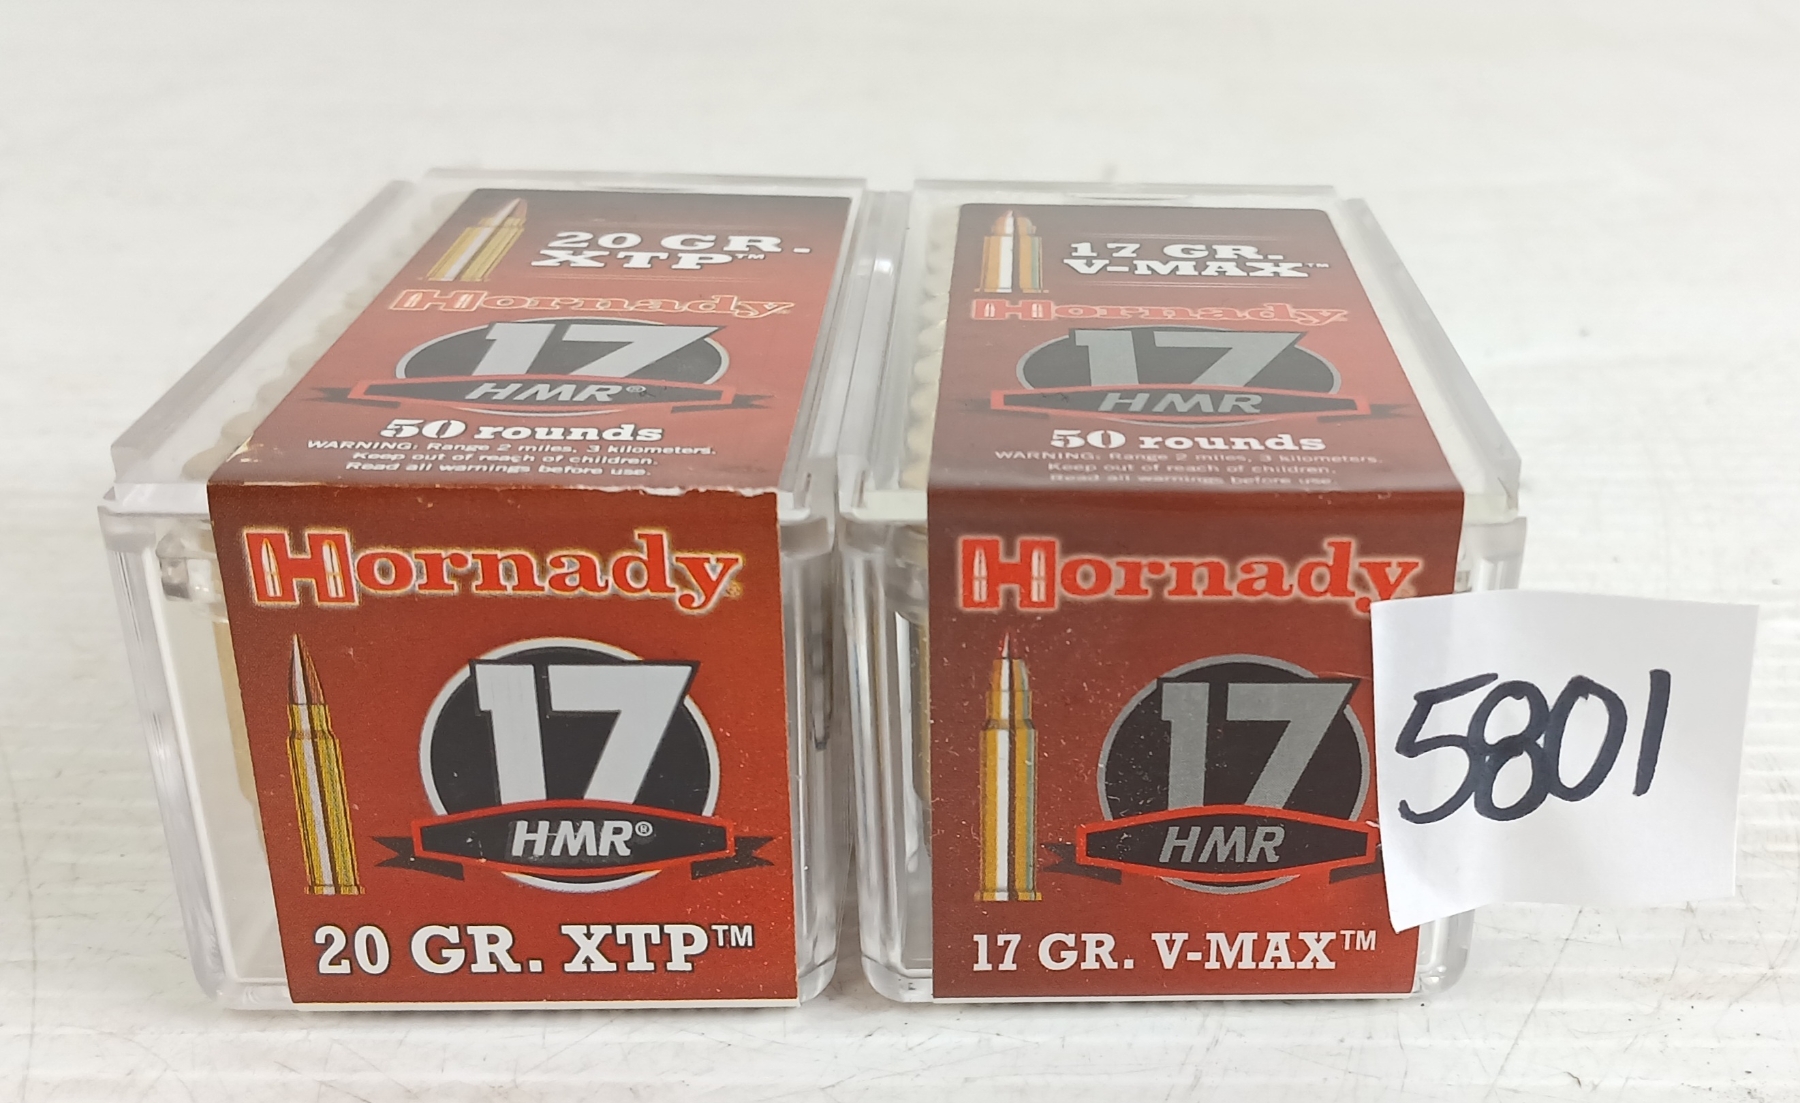 20 GR.
XTP™
Hornady
17
HMR®
50 rounds
WARNING: Range 2 miles, 3 kilometers.
Keep out of reach of children.
Read all warnings before use.
Hornady®
17
HMR®
20 GR. XTP™
17 GR.
V-MAX™
Hornady
17
HMR
50 rounds
WARNING: Range 2 miles, 3 kilometers.
Keep out of reach of children.
Read all warnings before use.
Hornady
17
HMR
17 GR. V-MAX™
5801